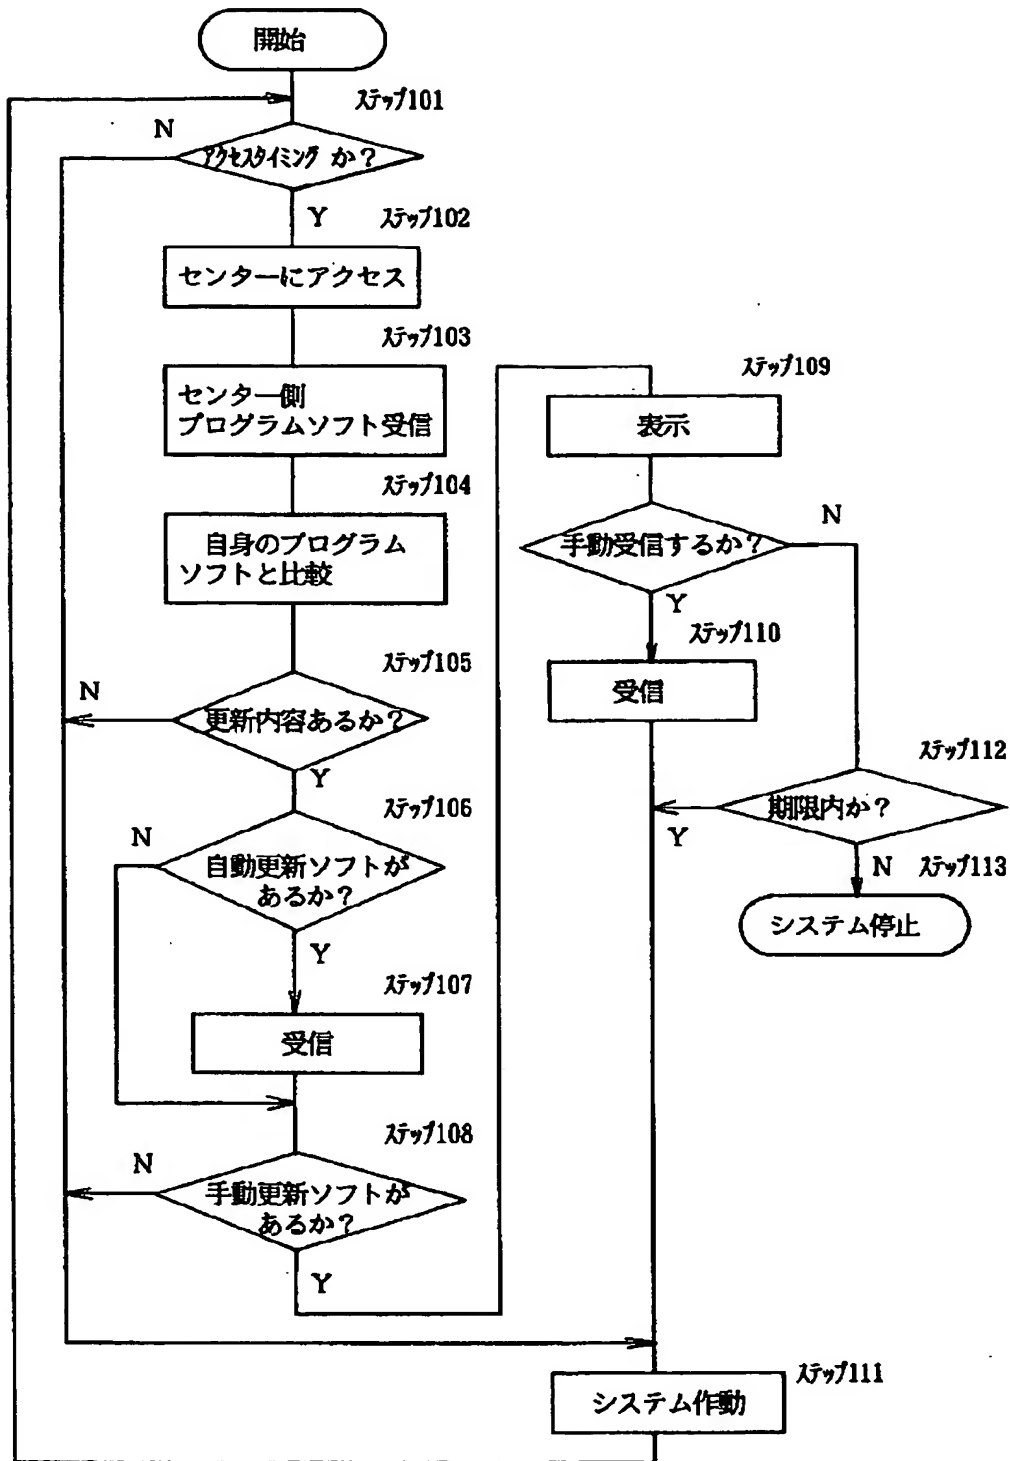 開始
ステップ101
N
アクセスタイミング か?
Y
ステップ102
センターにアクセス
ステップ103
センター側
プログラムソフト受信
ステップ104
自身のプログラム
ソフトと比較
ステップ105
N
更新内容あるか?
Y
ステップ106
N
自動更新ソフトが
あるか?
Y
ステップ107
受信
ステップ108
N
手動更新ソフトが
あるか?
Y
ステップ109
表示
N
手動受信するか?
Y
ステップ110
受信
ステップ112
期限内か?
Y
N
ステップ113
システム停止
ステップ111
システム作動